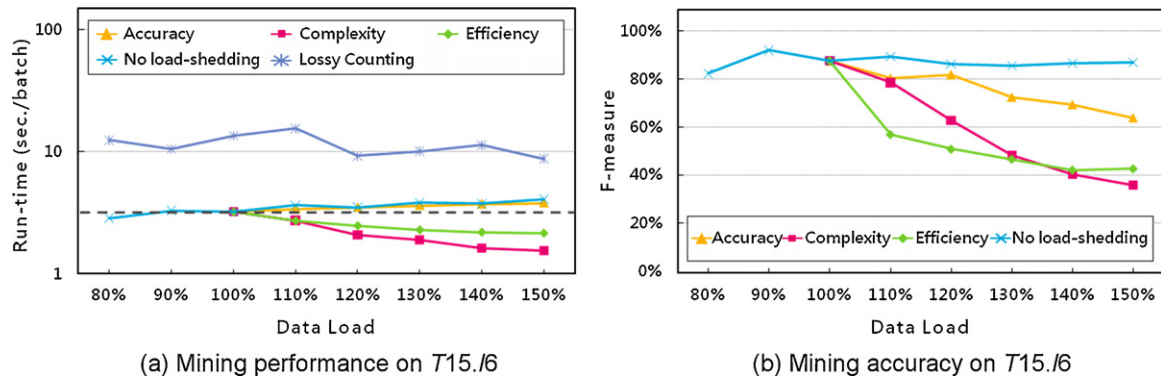 100
Accuracy Complexity Efficiency
No load-shedding Lossy Counting
10
1
Run-time (sec./batch)
80% 90% 100% 110% 120% 130% 140% 150%
Data Load
(a) Mining performance on T15.I6
100%
80%
60%
40%
20%
0%
F-measure
Accuracy Complexity Efficiency No load-shedding
80% 90% 100% 110% 120% 130% 140% 150%
Data Load
(b) Mining accuracy on T15.I6